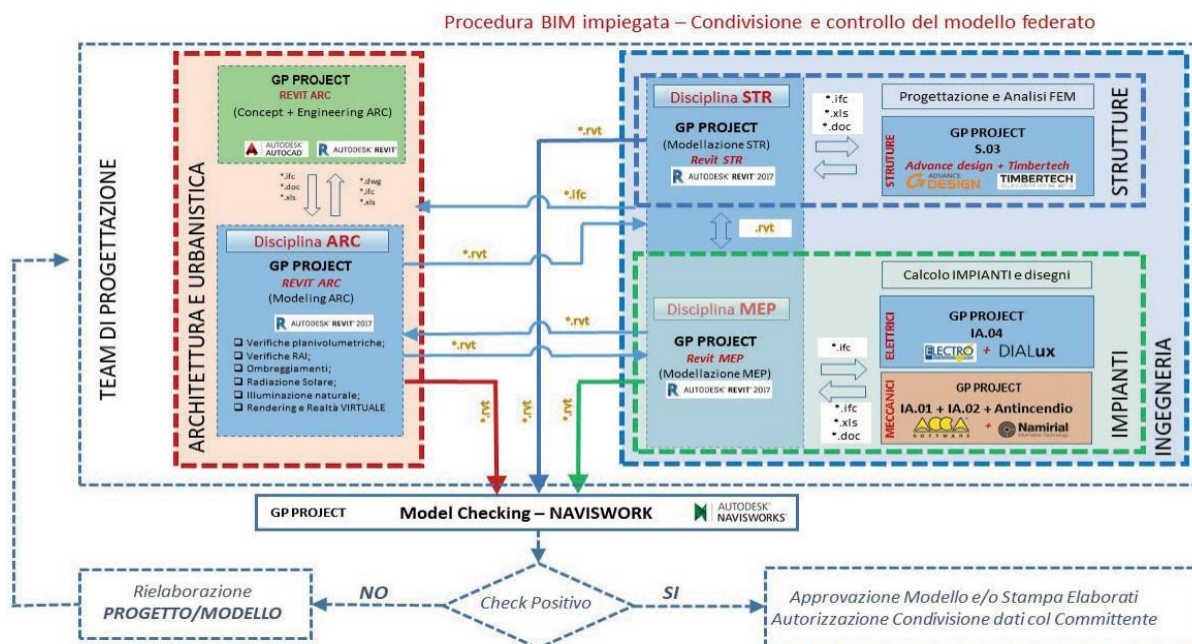 Procedura BIM impiegata – Condivisione e controllo del modello federato
TEAM DI PROGETTAZIONE
ARCHITETTURA E URBANISTICA
GP PROJECT
REVIT ARC
(Concept + Engineering ARC)
AUTODESK® AUTOCAD
AUTODESK® REVIT®
*.ifc
*.doc
*.xls
*.dwg
*.ifc
*.xls
Disciplina ARC
GP PROJECT
REVIT ARC
(Modeling ARC)
AUTODESK® REVIT® 2017
Verifiche planivolumetriche;
Verifiche RAI;
Ombreggiamenti;
Radiazione Solare;
Illuminazione naturale;
Rendering e Realtà VIRTUALE
*.rvt
*.ifc
*.rvt
*.rvt
*.rvt
*.rvt
*.rvt
*.rvt
Disciplina STR
GP PROJECT
(Modellazione STR)
Revit STR
AUTODESK® REVIT® 2017
*.ifc
*.xls
*.doc
Progettazione e Analisi FEM
STRUTURE
GP PROJECT
S.03
Advance design + Timbertech
ADVANCE DESIGN
TIMBERTECH
STRUTTURE
.rvt
Disciplina MEP
GP PROJECT
Revit MEP
(Modellazione MEP)
AUTODESK® REVIT® 2017
*.ifc
*.ifc
*.xls
*.doc
Calcolo IMPIANTI e disegni
ELETTRICI
GP PROJECT
IA.04
ELECTRO + DIALux
MECCANICI
GP PROJECT
IA.01 + IA.02 + Antincendio
ACCA SOFTWARE + Namirial
IMPIANTI
INGEGNERIA
GP PROJECT
Model Checking – NAVISWORK
AUTODESK® NAVISWORKS®
Rielaborazione
PROGETTO/MODELLO
NO
Check Positivo
SI
Approvazione Modello e/o Stampa Elaborati
Autorizzazione Condivisione dati col Committente